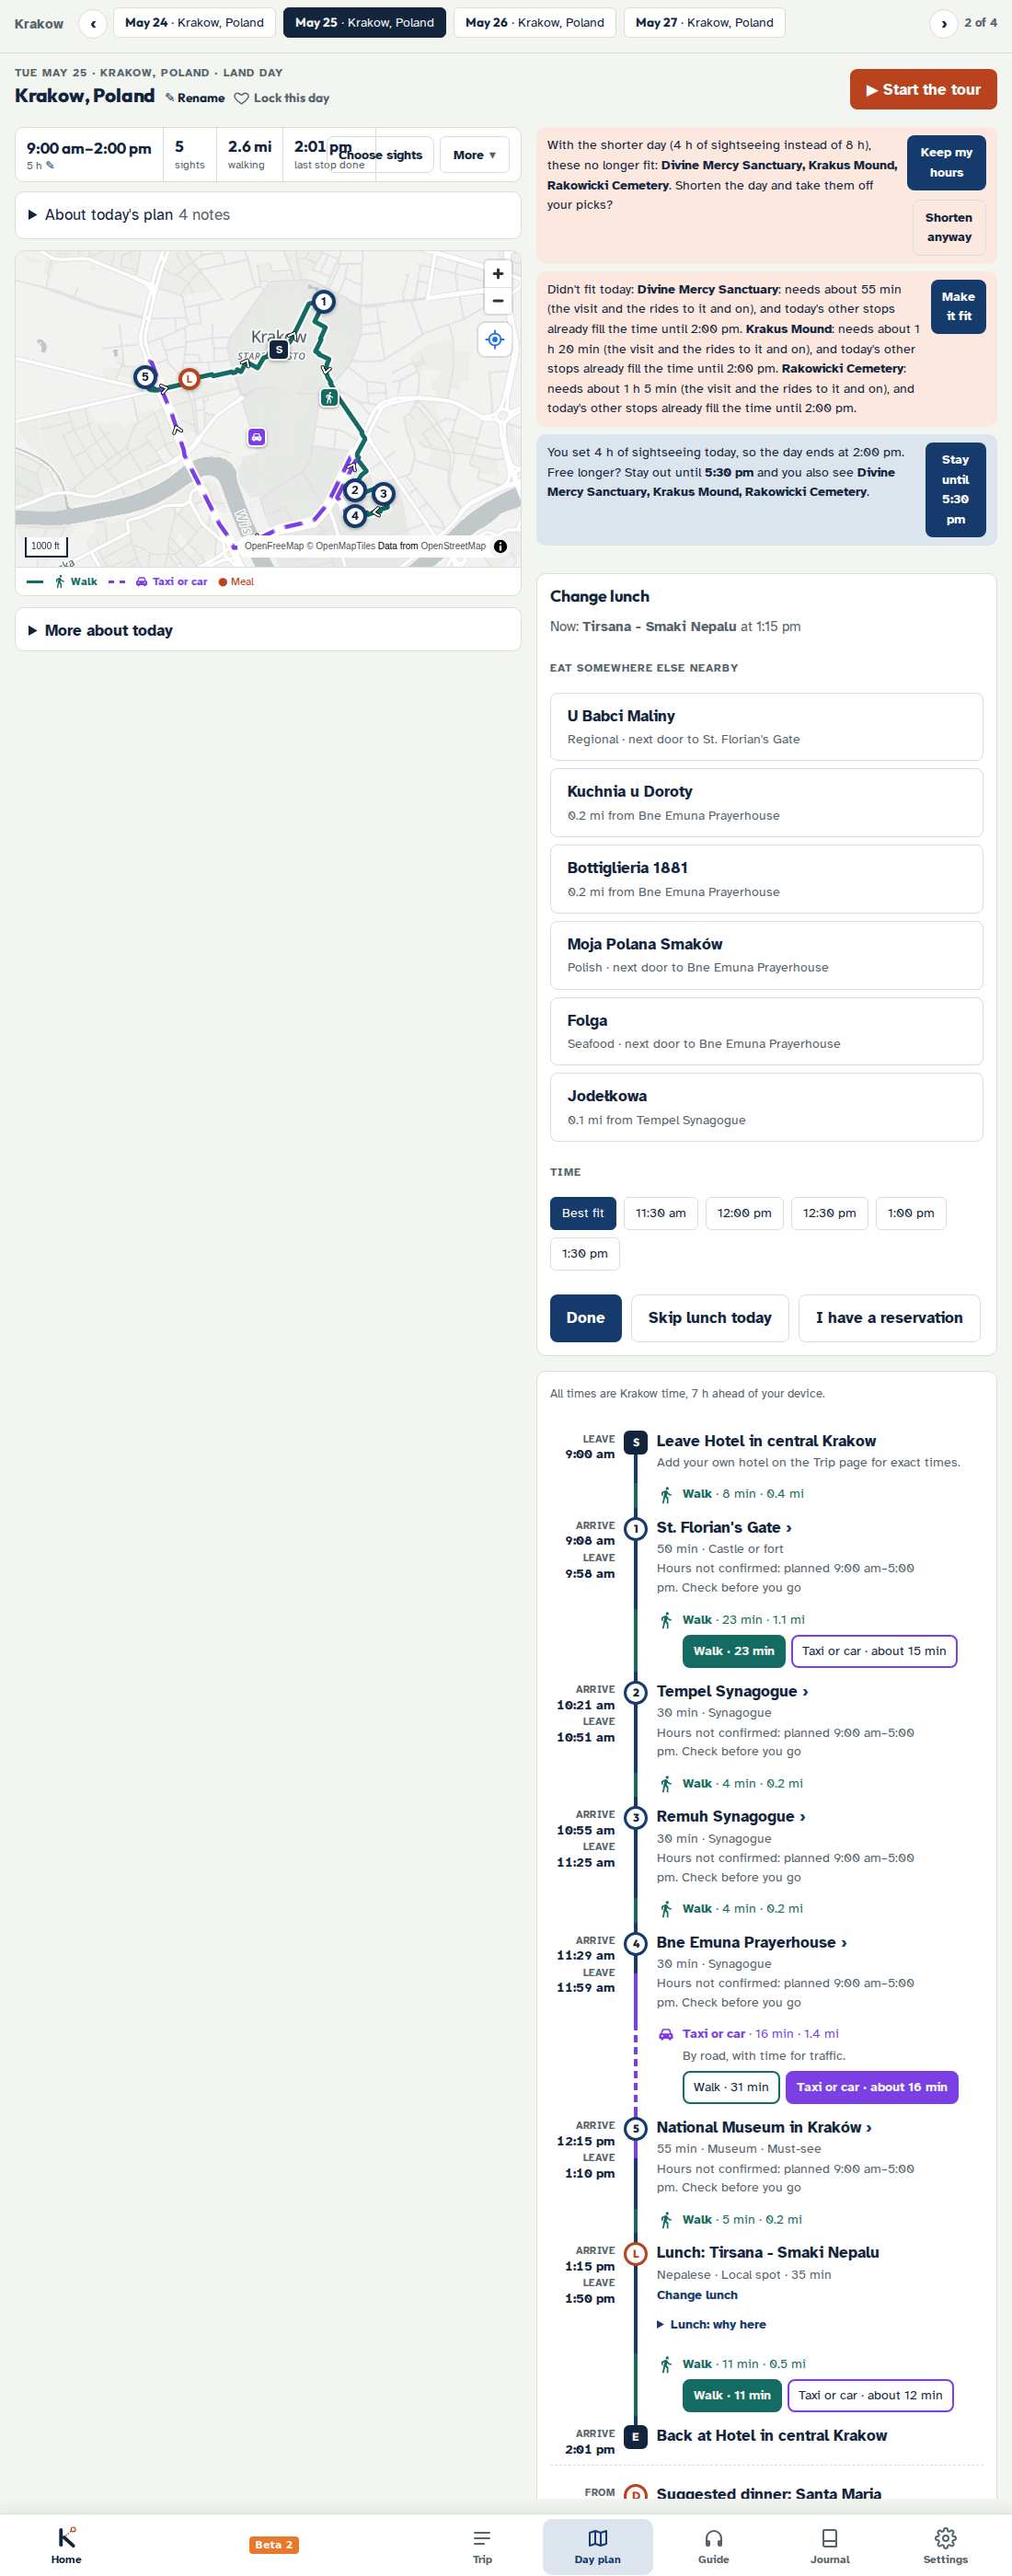 Krakow
‹
May 24 · Krakow, Poland
May 25 · Krakow, Poland
May 26 · Krakow, Poland
May 27 · Krakow, Poland
›
2 of 4
TUE MAY 25 · KRAKOW, POLAND · LAND DAY
Krakow, Poland
✎ Rename
Lock this day
▶ Start the tour
9:00 am–2:00 pm
5 h ✎
5
sights
2.6 mi
walking
2:01 pm
last stop done
Choose sights
More ▼
▶ About today's plan 4 notes
Krakow
1
S
5
L
2
3
4
+
−
1000 ft
OpenFreeMap © OpenMapTiles Data from OpenStreetMap
Walk
Taxi or car
Meal
▶ More about today
With the shorter day (4 h of sightseeing instead of 8 h),
these no longer fit: Divine Mercy Sanctuary, Krakus Mound,
Rakowicki Cemetery. Shorten the day and take them off
your picks?
Keep my
hours
Shorten
anyway
Didn't fit today: Divine Mercy Sanctuary: needs about 55 min
(the visit and the rides to it and on), and today's other stops
already fill the time until 2:00 pm. Krakus Mound: needs about 1
h 20 min (the visit and the rides to it and on), and today's other
stops already fill the time until 2:00 pm. Rakowicki Cemetery:
needs about 1 h 5 min (the visit and the rides to it and on), and
today's other stops already fill the time until 2:00 pm.
Make
it fit
You set 4 h of sightseeing today, so the day ends at 2:00 pm.
Free longer? Stay out until 5:30 pm and you also see Divine
Mercy Sanctuary, Krakus Mound, Rakowicki Cemetery.
Stay
until
5:30
pm
Change lunch
Now: Tirsana - Smaki Nepalu at 1:15 pm
EAT SOMEWHERE ELSE NEARBY
U Babci Maliny
Regional · next door to St. Florian's Gate
Kuchnia u Doroty
0.2 mi from Bne Emuna Prayerhouse
Bottiglieria 1881
0.2 mi from Bne Emuna Prayerhouse
Moja Polana Smaków
Polish · next door to Bne Emuna Prayerhouse
Folga
Seafood · next door to Bne Emuna Prayerhouse
Jodełkowa
0.1 mi from Tempel Synagogue
TIME
Best fit
11:30 am
12:00 pm
12:30 pm
1:00 pm
1:30 pm
Done
Skip lunch today
I have a reservation
All times are Krakow time, 7 h ahead of your device.
LEAVE
9:00 am
S
Leave Hotel in central Krakow
Add your own hotel on the Trip page for exact times.
Walk · 8 min · 0.4 mi
ARRIVE
9:08 am
LEAVE
9:58 am
1
St. Florian's Gate ›
50 min · Castle or fort
Hours not confirmed: planned 9:00 am–5:00
pm. Check before you go
Walk · 23 min · 1.1 mi
Walk · 23 min
Taxi or car · about 15 min
ARRIVE
10:21 am
LEAVE
10:51 am
2
Tempel Synagogue ›
30 min · Synagogue
Hours not confirmed: planned 9:00 am–5:00
pm. Check before you go
Walk · 4 min · 0.2 mi
ARRIVE
10:55 am
LEAVE
11:25 am
3
Remuh Synagogue ›
30 min · Synagogue
Hours not confirmed: planned 9:00 am–5:00
pm. Check before you go
Walk · 4 min · 0.2 mi
ARRIVE
11:29 am
LEAVE
11:59 am
4
Bne Emuna Prayerhouse ›
30 min · Synagogue
Hours not confirmed: planned 9:00 am–5:00
pm. Check before you go
Taxi or car · 16 min · 1.4 mi
By road, with time for traffic.
Walk · 31 min
Taxi or car · about 16 min
ARRIVE
12:15 pm
LEAVE
1:10 pm
5
National Museum in Kraków ›
55 min · Museum · Must-see
Hours not confirmed: planned 9:00 am–5:00
pm. Check before you go
Walk · 5 min · 0.2 mi
ARRIVE
1:15 pm
LEAVE
1:50 pm
L
Lunch: Tirsana - Smaki Nepalu
Nepalese · Local spot · 35 min
Change lunch
▶ Lunch: why here
Walk · 11 min · 0.5 mi
Walk · 11 min
Taxi or car · about 12 min
ARRIVE
2:01 pm
E
Back at Hotel in central Krakow
FROM
D
Suggested dinner: Santa Maria
Home
Beta 2
Trip
Day plan
Guide
Journal
Settings